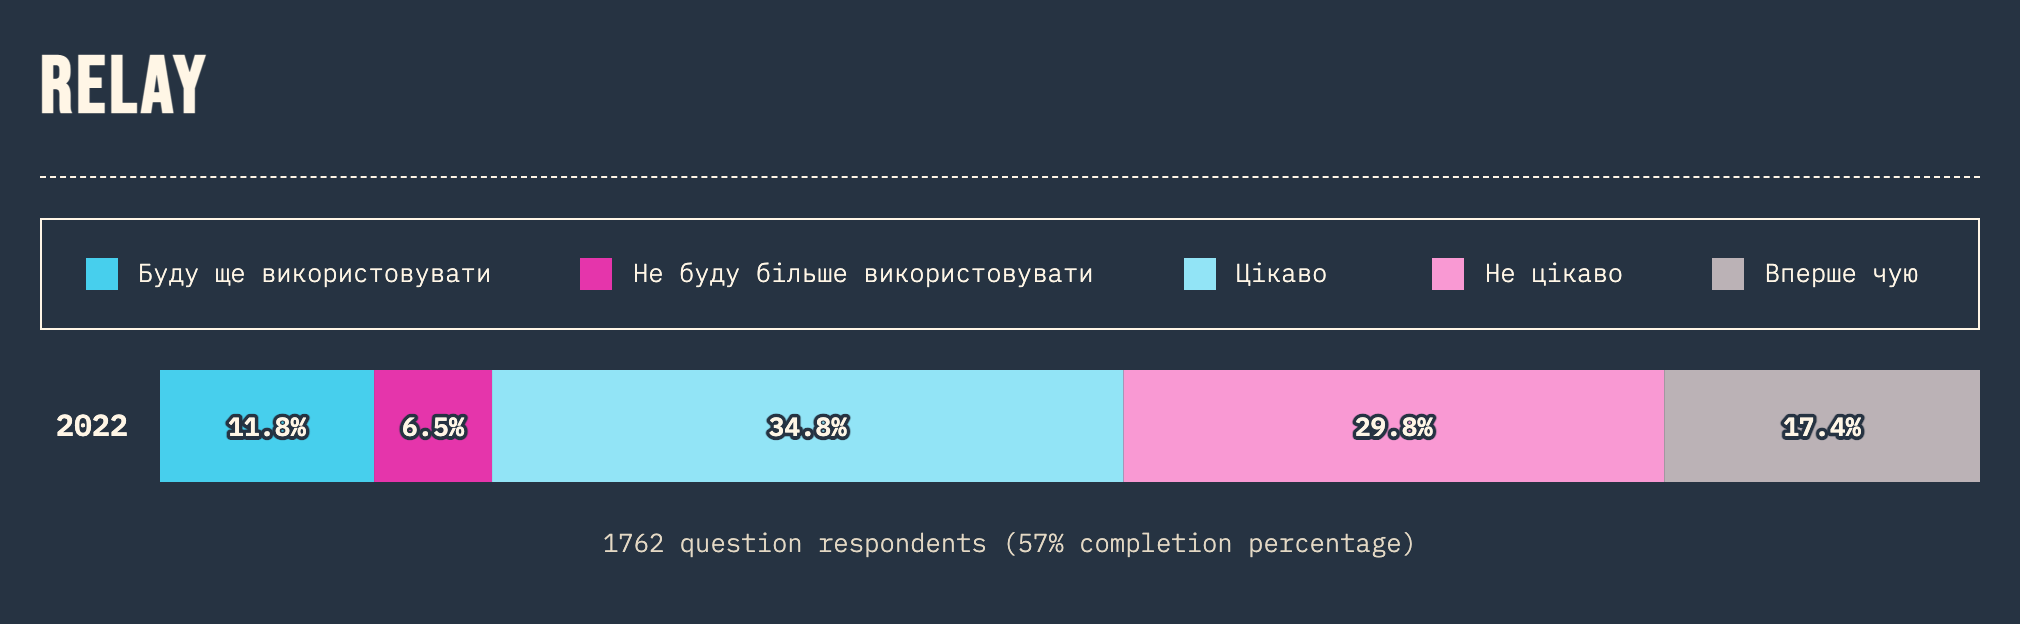 RELAY
Буду ще використовувати Не буду більше використовувати Цікаво Не цікаво Вперше чую
2022 11.8% 6.5% 34.8% 29.8% 17.4%
1762 question respondents (57% completion percentage)